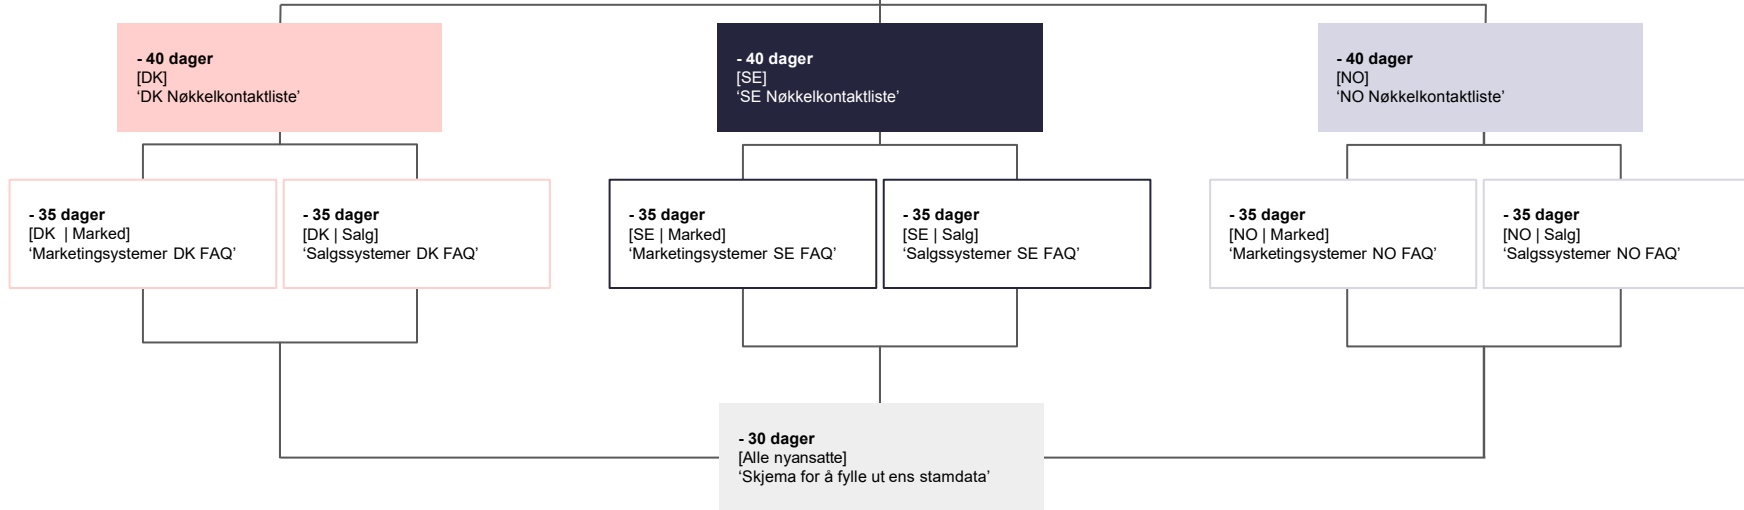 - 40 dager
[DK]
‘DK Nøkkelkontaktliste’
- 40 dager
[SE]
‘SE Nøkkelkontaktliste’
- 40 dager
[NO]
‘NO Nøkkelkontaktliste’
- 35 dager
[DK | Marked]
‘Marketingsystemer DK FAQ’
- 35 dager
[DK | Salg]
‘Salgssystemer DK FAQ’
- 35 dager
[SE | Marked]
‘Marketingsystemer SE FAQ’
- 35 dager
[SE | Salg]
‘Salgssystemer SE FAQ’
- 35 dager
[NO | Marked]
‘Marketingsystemer NO FAQ’
- 35 dager
[NO | Salg]
‘Salgssystemer NO FAQ’
- 30 dager
[Alle nyansatte]
‘Skjema for å fylle ut ens stamdata’